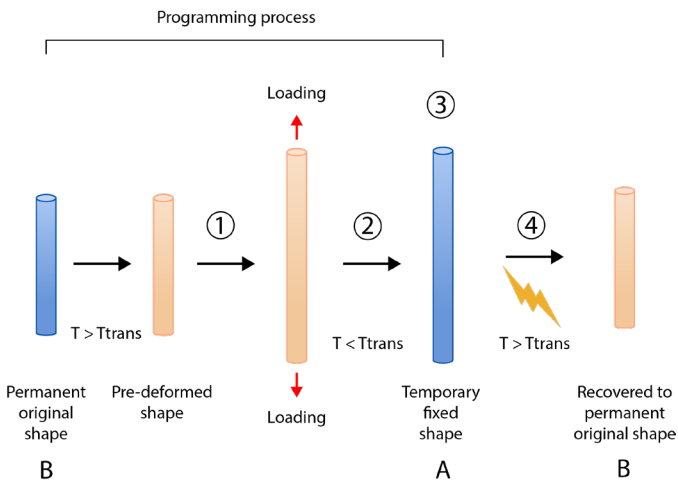 Programming process
Loading
③
①
②
④
T > Ttrans
T < Ttrans
T > Ttrans
Permanent
original
shape
Pre-deformed
shape
Loading
Temporary
fixed
shape
Recovered to
permanent
original shape
B
A
B